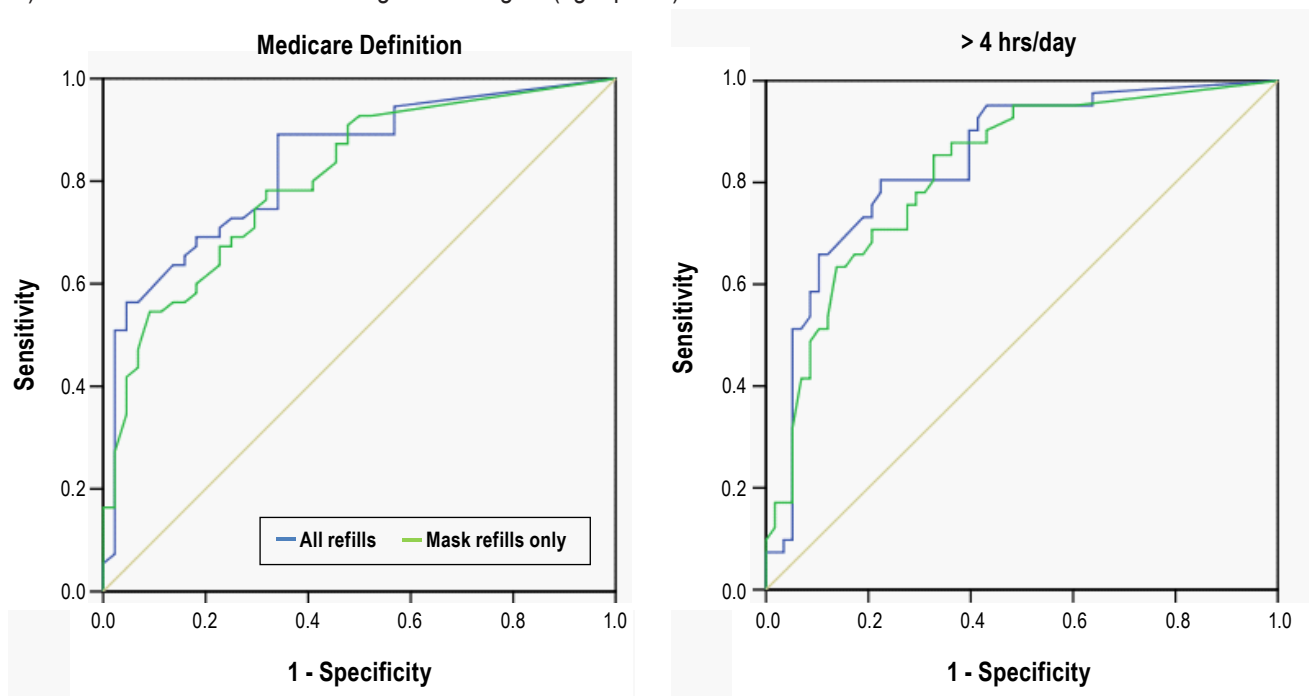 Medicare Definition
1.0
0.8
0.6
0.4
0.2
0.0
Sensitivity
All refills
Mask refills only
0.0 0.2 0.4 0.6 0.8 1.0
1 - Specificity
> 4 hrs/day
1.0
0.8
0.6
0.4
0.2
0.0
Sensitivity
0.0 0.2 0.4 0.6 0.8 1.0
1 - Specificity